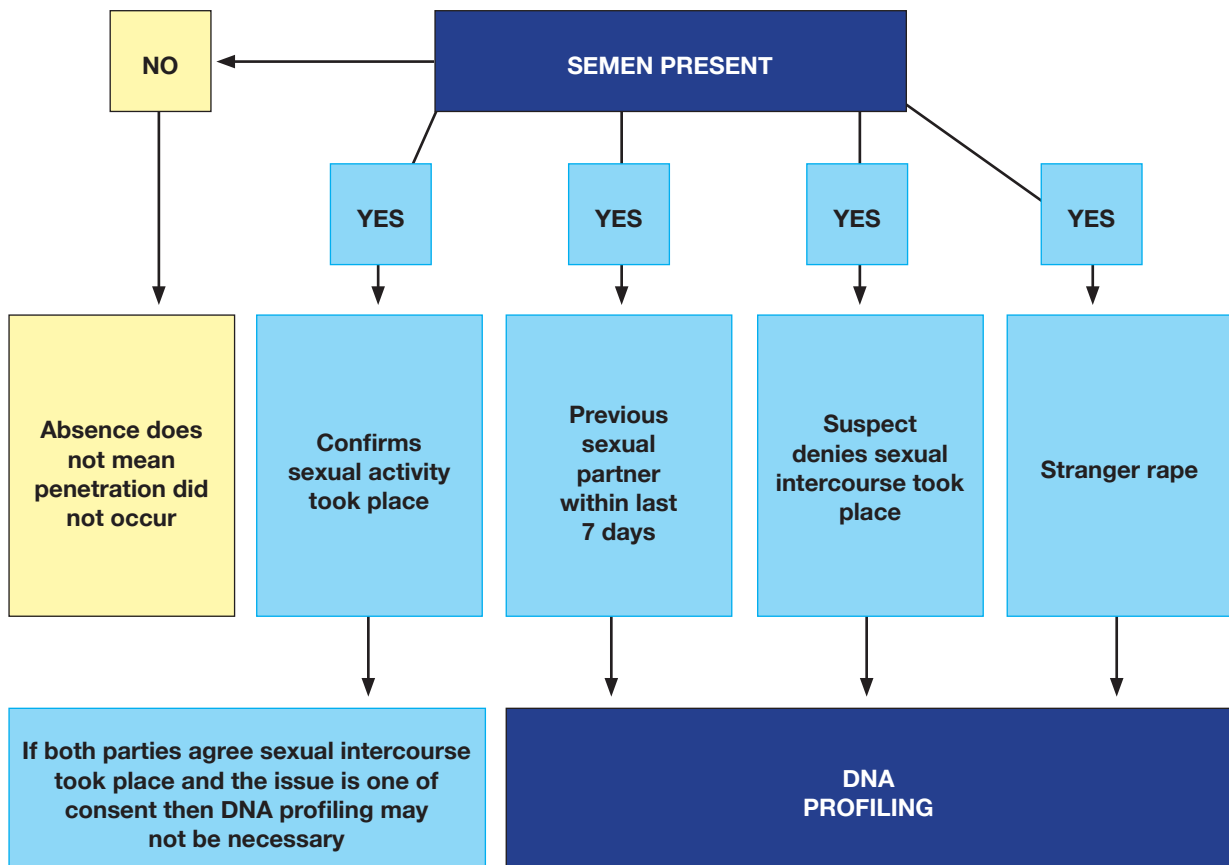 NO
SEMEN PRESENT
YES
YES
YES
YES
Absence does
not mean
penetration did
not occur
Confirms
sexual activity
took place
Previous
sexual
partner
within last
7 days
Suspect
denies sexual
intercourse took
place
Stranger rape
If both parties agree sexual intercourse
took place and the issue is one of
consent then DNA profiling may
not be necessary
DNA
PROFILING